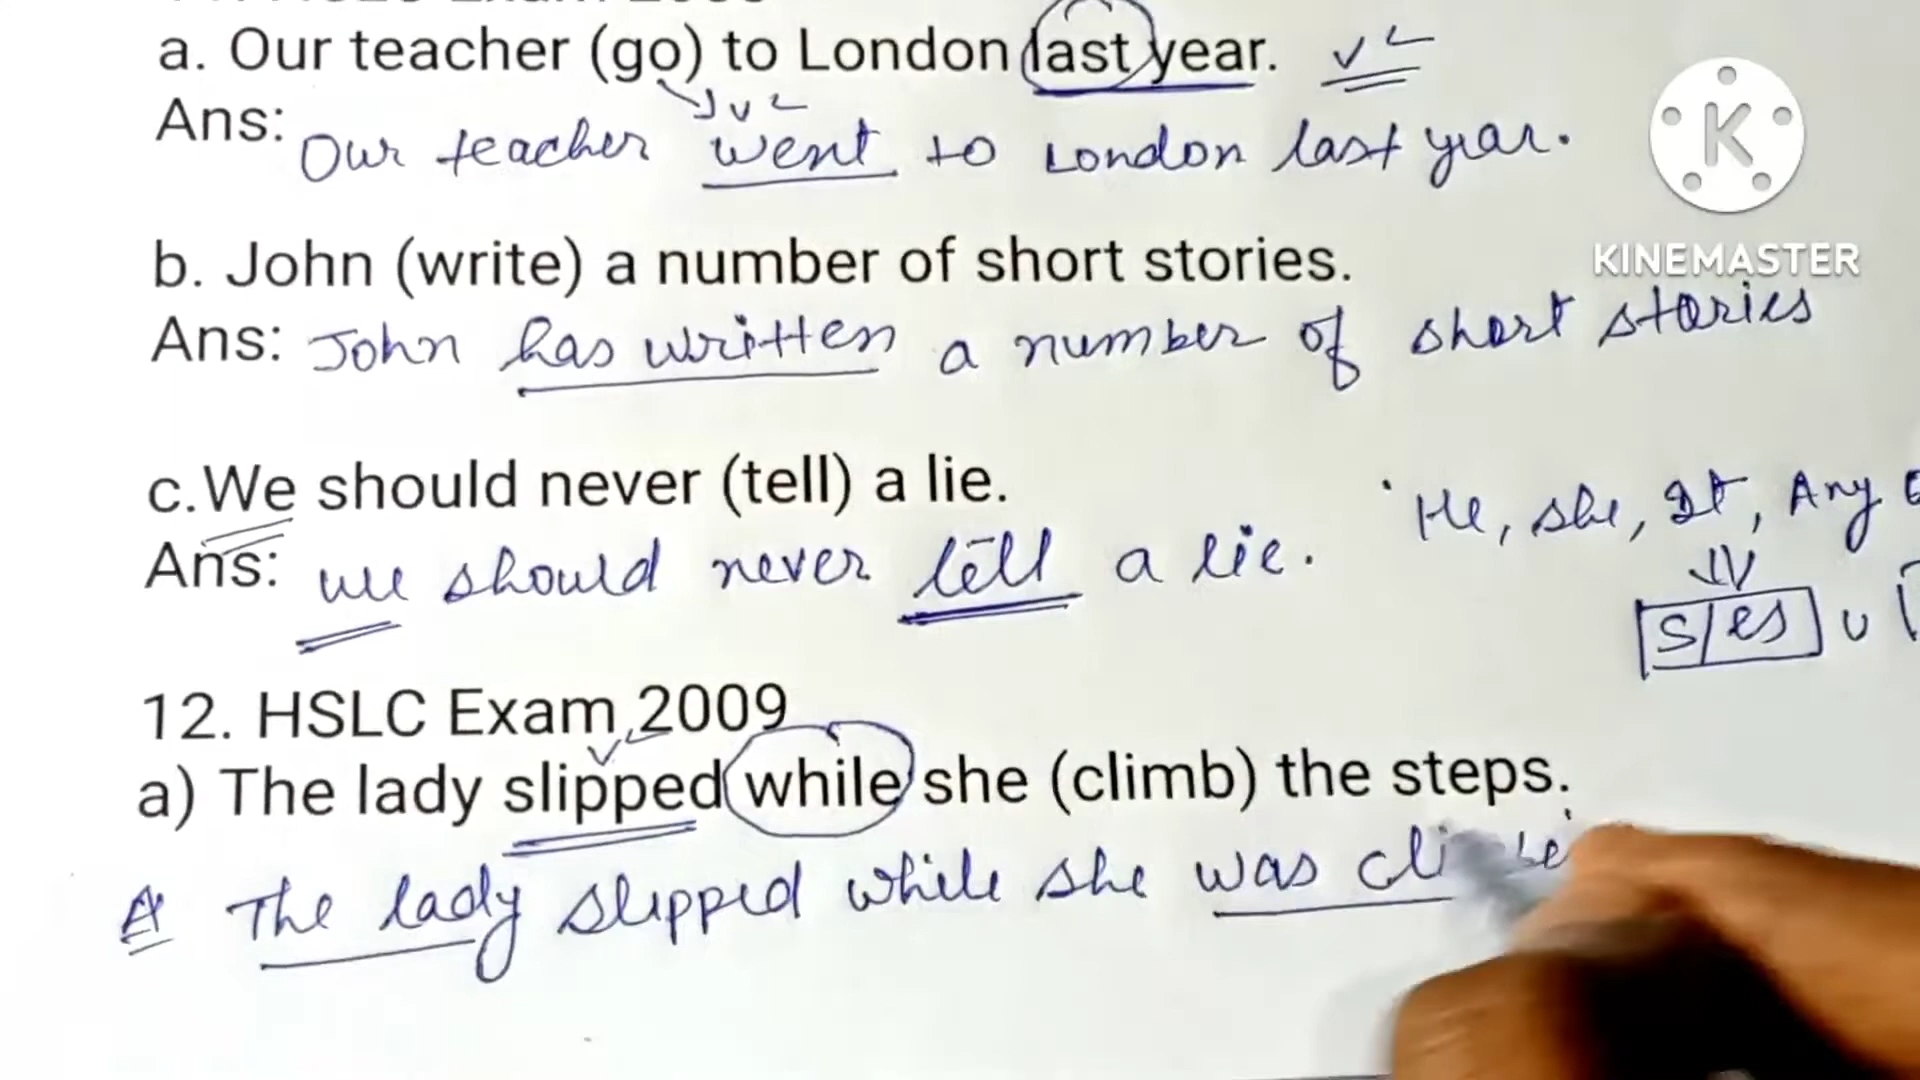 a. Our teacher (go) to London last year. V2
V2
Ans: Our teacher went to London last year.
b. John (write) a number of short stories.
Ans: John has written a number of short stories
c.We should never (tell) a lie.
Ans: we should never tell a lie.
He, she, It, Any
s/es
12. HSLC Exam 2009
a) The lady slipped while she (climb) the steps.
A The lady slipped while she was
K
KINEMASTER